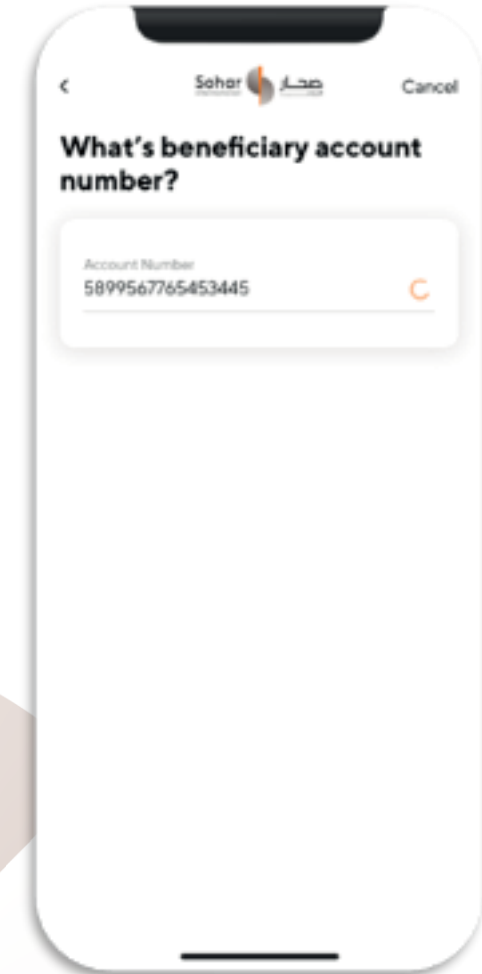 Sohar صحار
Cancel
What's beneficiary account
number?
Account Number
5899567765453445